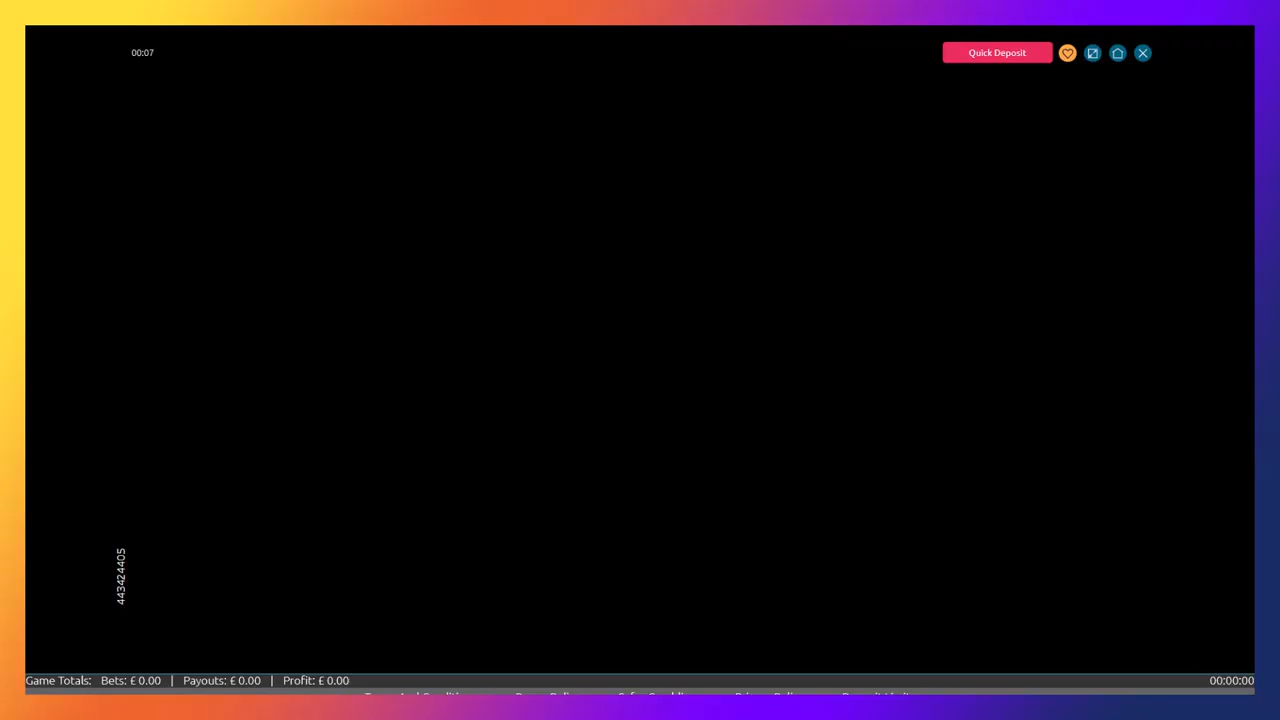 00:07
Quick Deposit
443424405
Game Totals: Bets: £ 0.00 | Payouts: £ 0.00 | Profit: £ 0.00
00:00:00